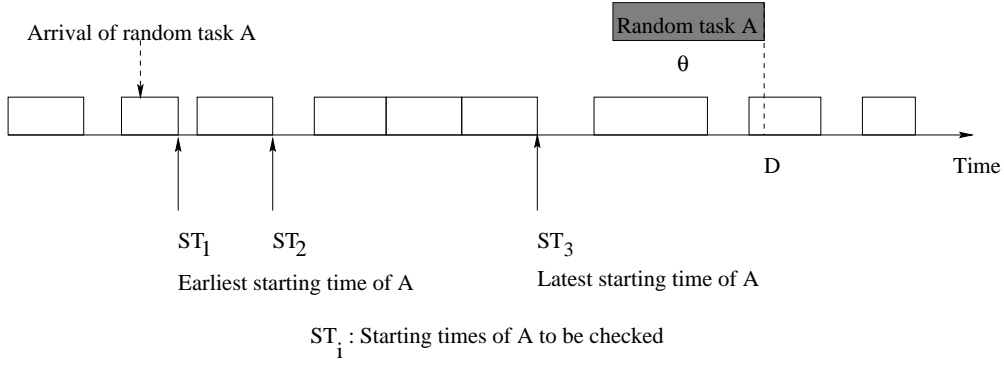 Random task A
Arrival of random task A
θ
D
Time
ST1
ST2
ST3
Earliest starting time of A
Latest starting time of A
STi : Starting times of A to be checked